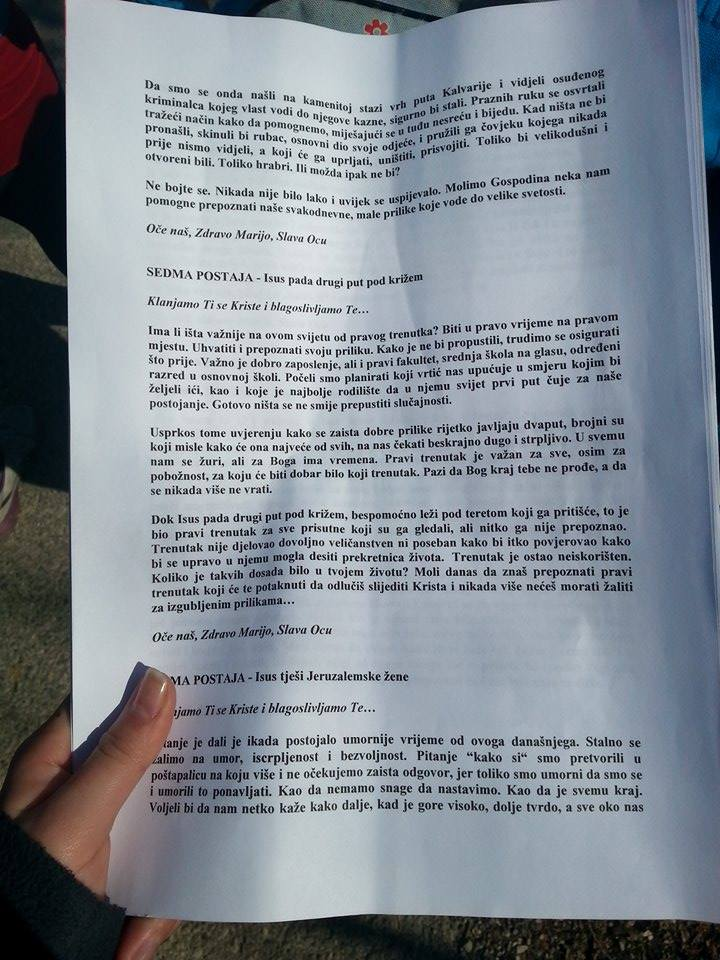 Da smo se onda našli na kamenitoj stazi vrh puta Kalvarije i vidjeli osuđenog
kriminalca kojeg vlast vodi do njegove kazne, sigurno bi stali. Praznih ruku se osvrtali
tražeći način kako da pomognemo, miješajući se u tuđu nesreću i bijedu. Kad ništa ne bi
pronašli, skinuli bi rubac, osnovni dio svoje odjeće, i pružili ga čovjeku kojega nikada
prije nismo vidjeli, a koji će ga uprljati, uništiti, prisvojiti. Toliko bi velikodušni i
otvoreni bili. Toliko hrabri. Ili možda ipak ne bi?
Ne bojte se. Nikada nije bilo lako i uvijek se uspijevalo. Molimo Gospodina neka nam
pomogne prepoznati naše svakodnevne, male prilike koje vode do velike svetosti.
Oče naš, Zdravo Marijo, Slava Ocu
SEDMA POSTAJA - Isus pada drugi put pod križem
Klanjamo Ti se Kriste i blagoslivljamo Te…
Ima li išta važnije na ovom svijetu od pravog trenutka? Biti u pravo vrijeme na pravom
mjestu. Uhvatiti i prepoznati svoju priliku. Kako je ne bi propustili, trudimo se osigurati
što prije. Važno je dobro zaposlenje, ali i pravi fakultet, srednja škola na glasu, određeni
razred u osnovnoj školi. Počeli smo planirati koji vrtić nas upućuje u smjeru kojim bi
željeli ići, kao i koje je najbolje rodilište da u njemu svijet prvi put čuje za naše
postojanje. Gotovo ništa se ne smije prepustiti slučajnosti.
Usprkos tome uvjerenju kako se zaista dobre prilike rijetko javljaju dvaput, brojni su
koji misle kako će ona najveće od svih, na nas čekati beskrajno dugo i strpljivo. U svemu
nam se žuri, ali za Boga ima vremena. Pravi trenutak je važan za sve, osim za
pobožnost, za koju će biti dobar bilo koji trenutak. Pazi da Bog kraj tebe ne prođe, a da
se nikada više ne vrati.
Dok Isus pada drugi put pod križem, bespomoćno leži pod teretom koji ga pritišće, to je
bio pravi trenutak za sve prisutne koji su ga gledali, ali nitko ga nije prepoznao.
Trenutak nije djelovao dovoljno veličanstven ni poseban kako bi itko povjerovao kako
bi se upravo u njemu mogla desiti prekretnica života. Trenutak je ostao neiskorišten.
Koliko je takvih dosada bilo u tvojem životu? Moli danas da znaš prepoznati pravi
trenutak koji će te potaknuti da odlučiš slijediti Krista i nikada više nećeš morati žaliti
za izgubljenim prilikama…
Oče naš, Zdravo Marijo, Slava Ocu
MA POSTAJA - Isus tješi Jeruzalemske žene
njamo Ti se Kriste i blagoslivljamo Te…
tanje je dali je ikada postojalo umornije vrijeme od ovoga današnjega. Stalno se
žalimo na umor, iscrpljenost i bezvoljnost. Pitanje “kako si“ smo pretvorili u
poštapalicu na koju više i ne očekujemo zaista odgovor, jer toliko smo umorni da smo se
i umorili to ponavljati. Kao da nemamo snage da nastavimo. Kao da je svemu kraj.
Voljeli bi da nam netko kaže kako dalje, kad je gore visoko, dolje tvrdo, a sve oko nas